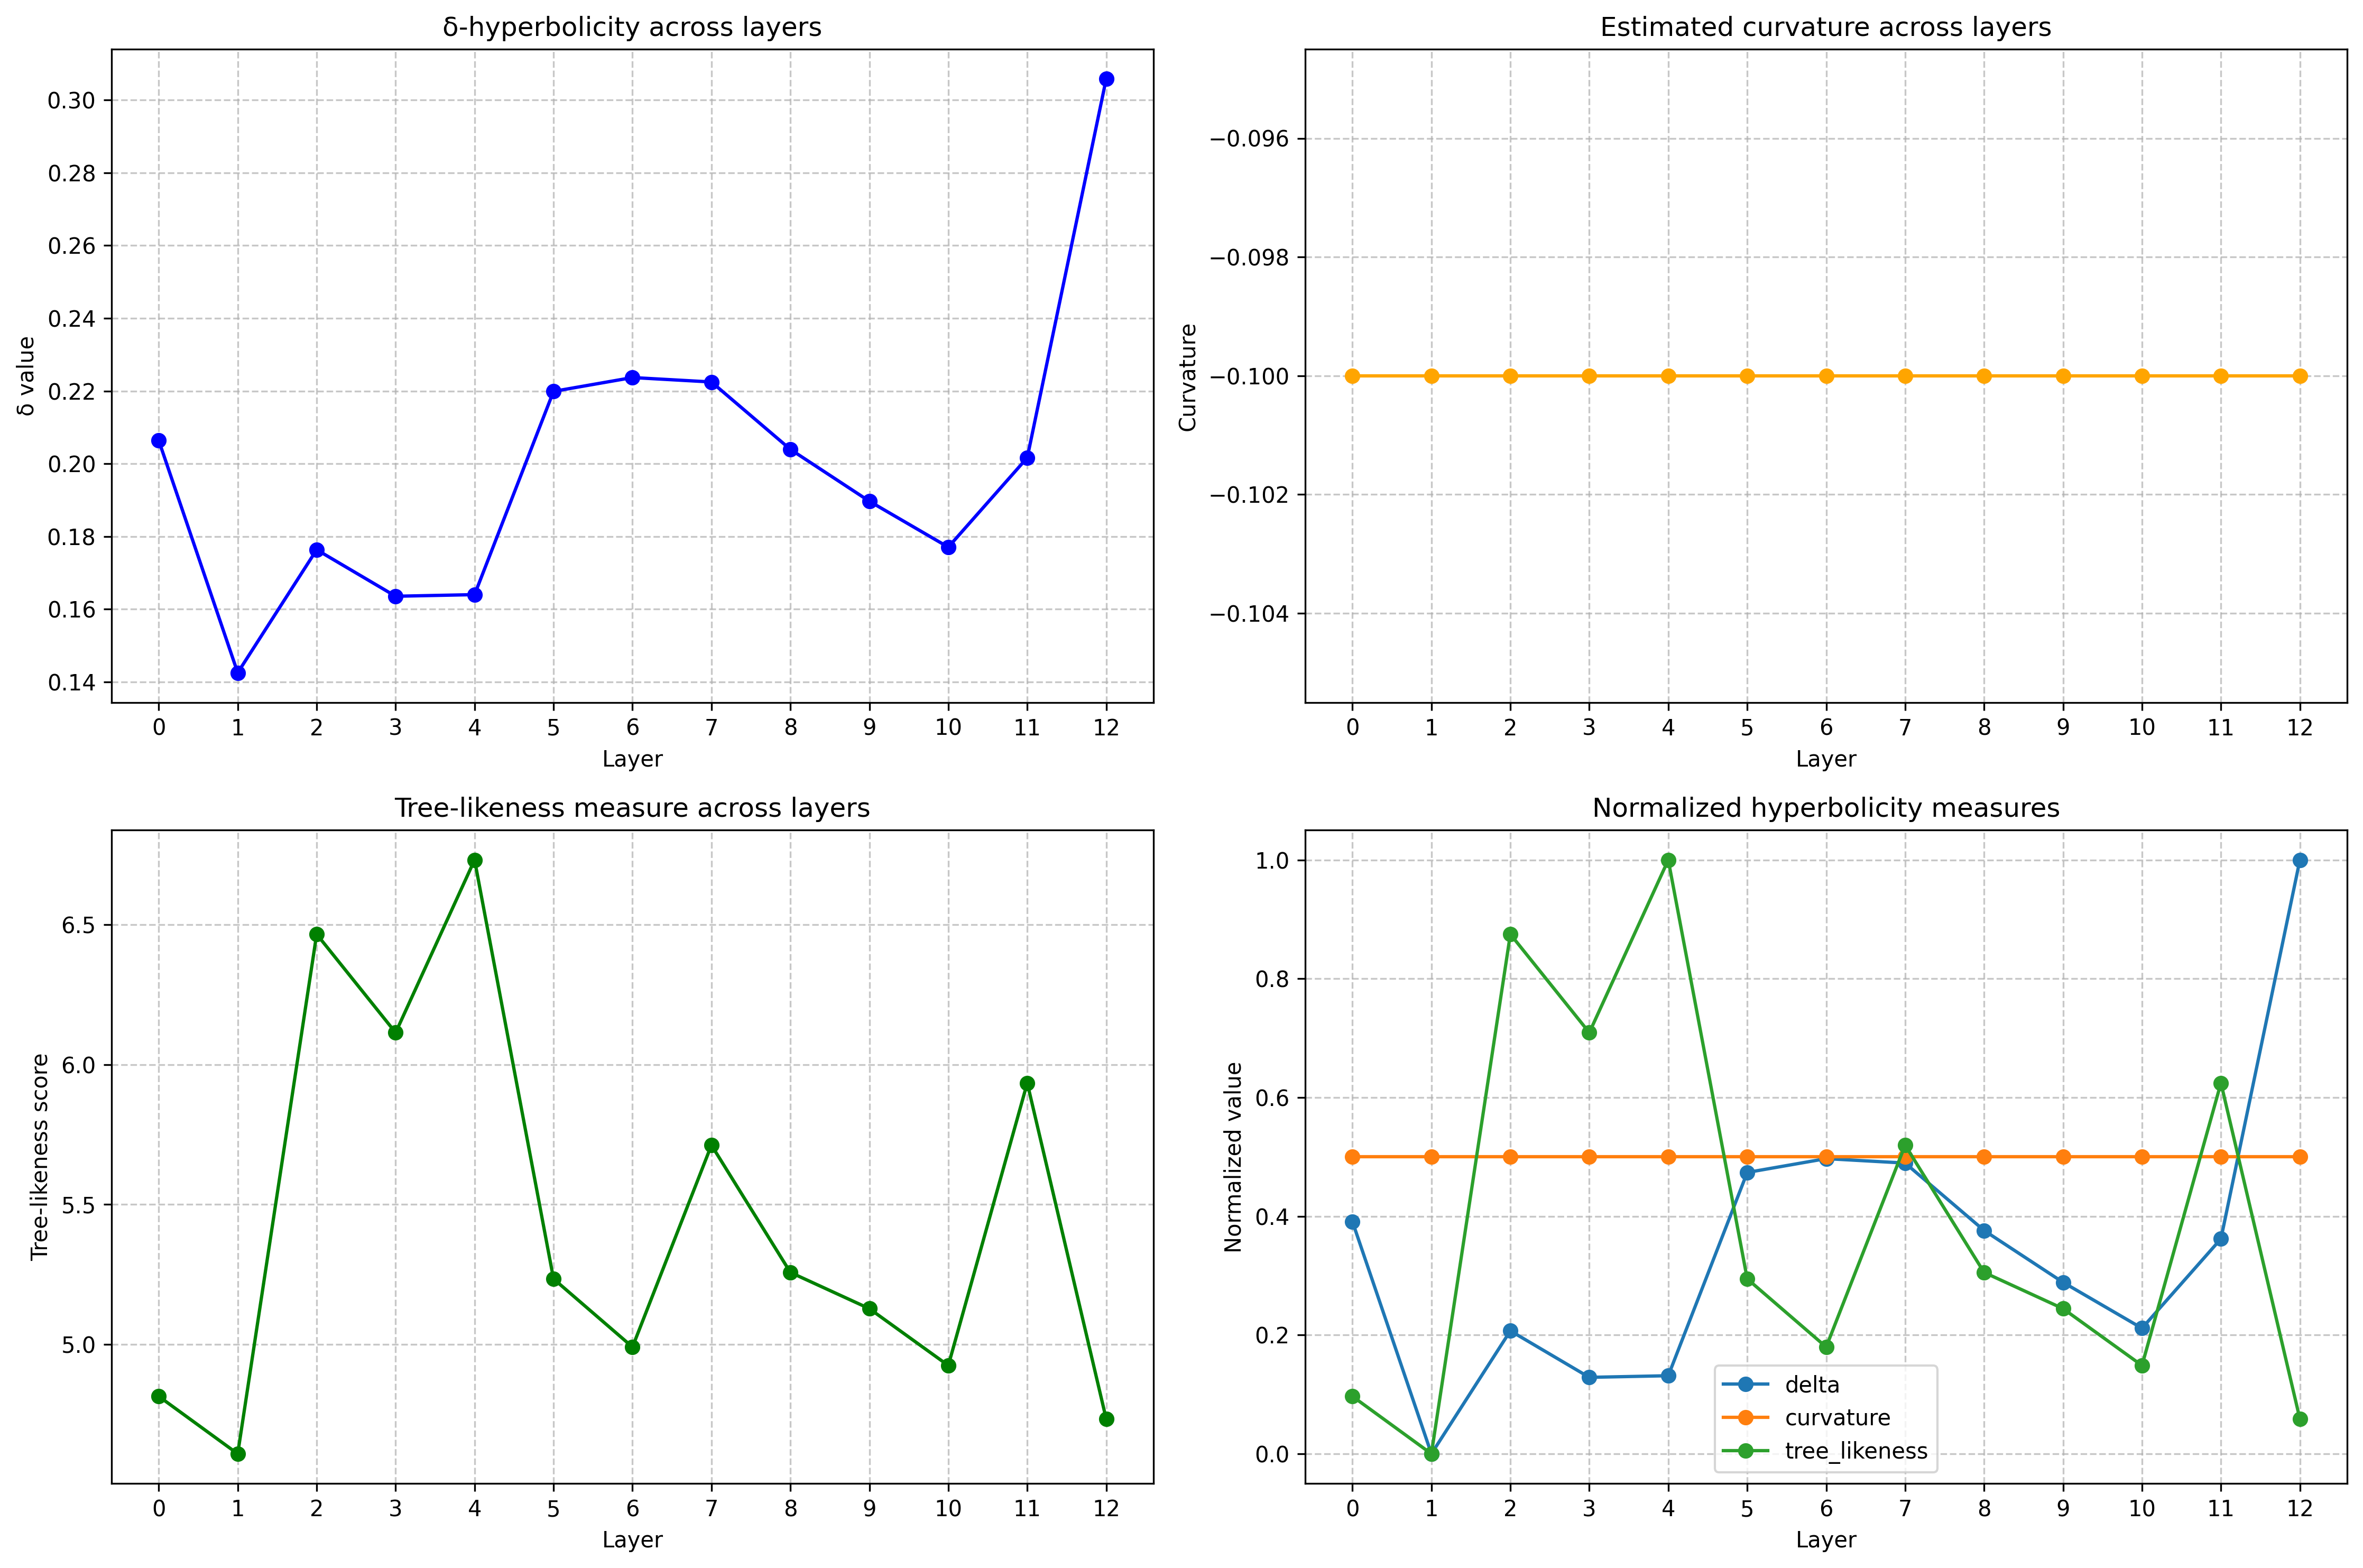 δ-hyperbolicity across layers
δ value
0.30
0.28
0.26
0.24
0.22
0.20
0.18
0.16
0.14
0 1 2 3 4 5 6 7 8 9 10 11 12
Layer
Estimated curvature across layers
Curvature
−0.096
−0.098
−0.100
−0.102
−0.104
0 1 2 3 4 5 6 7 8 9 10 11 12
Layer
Tree-likeness measure across layers
Tree-likeness score
6.5
6.0
5.5
5.0
0 1 2 3 4 5 6 7 8 9 10 11 12
Layer
Normalized hyperbolicity measures
Normalized value
1.0
0.8
0.6
0.4
0.2
0.0
delta
curvature
tree_likeness
0 1 2 3 4 5 6 7 8 9 10 11 12
Layer